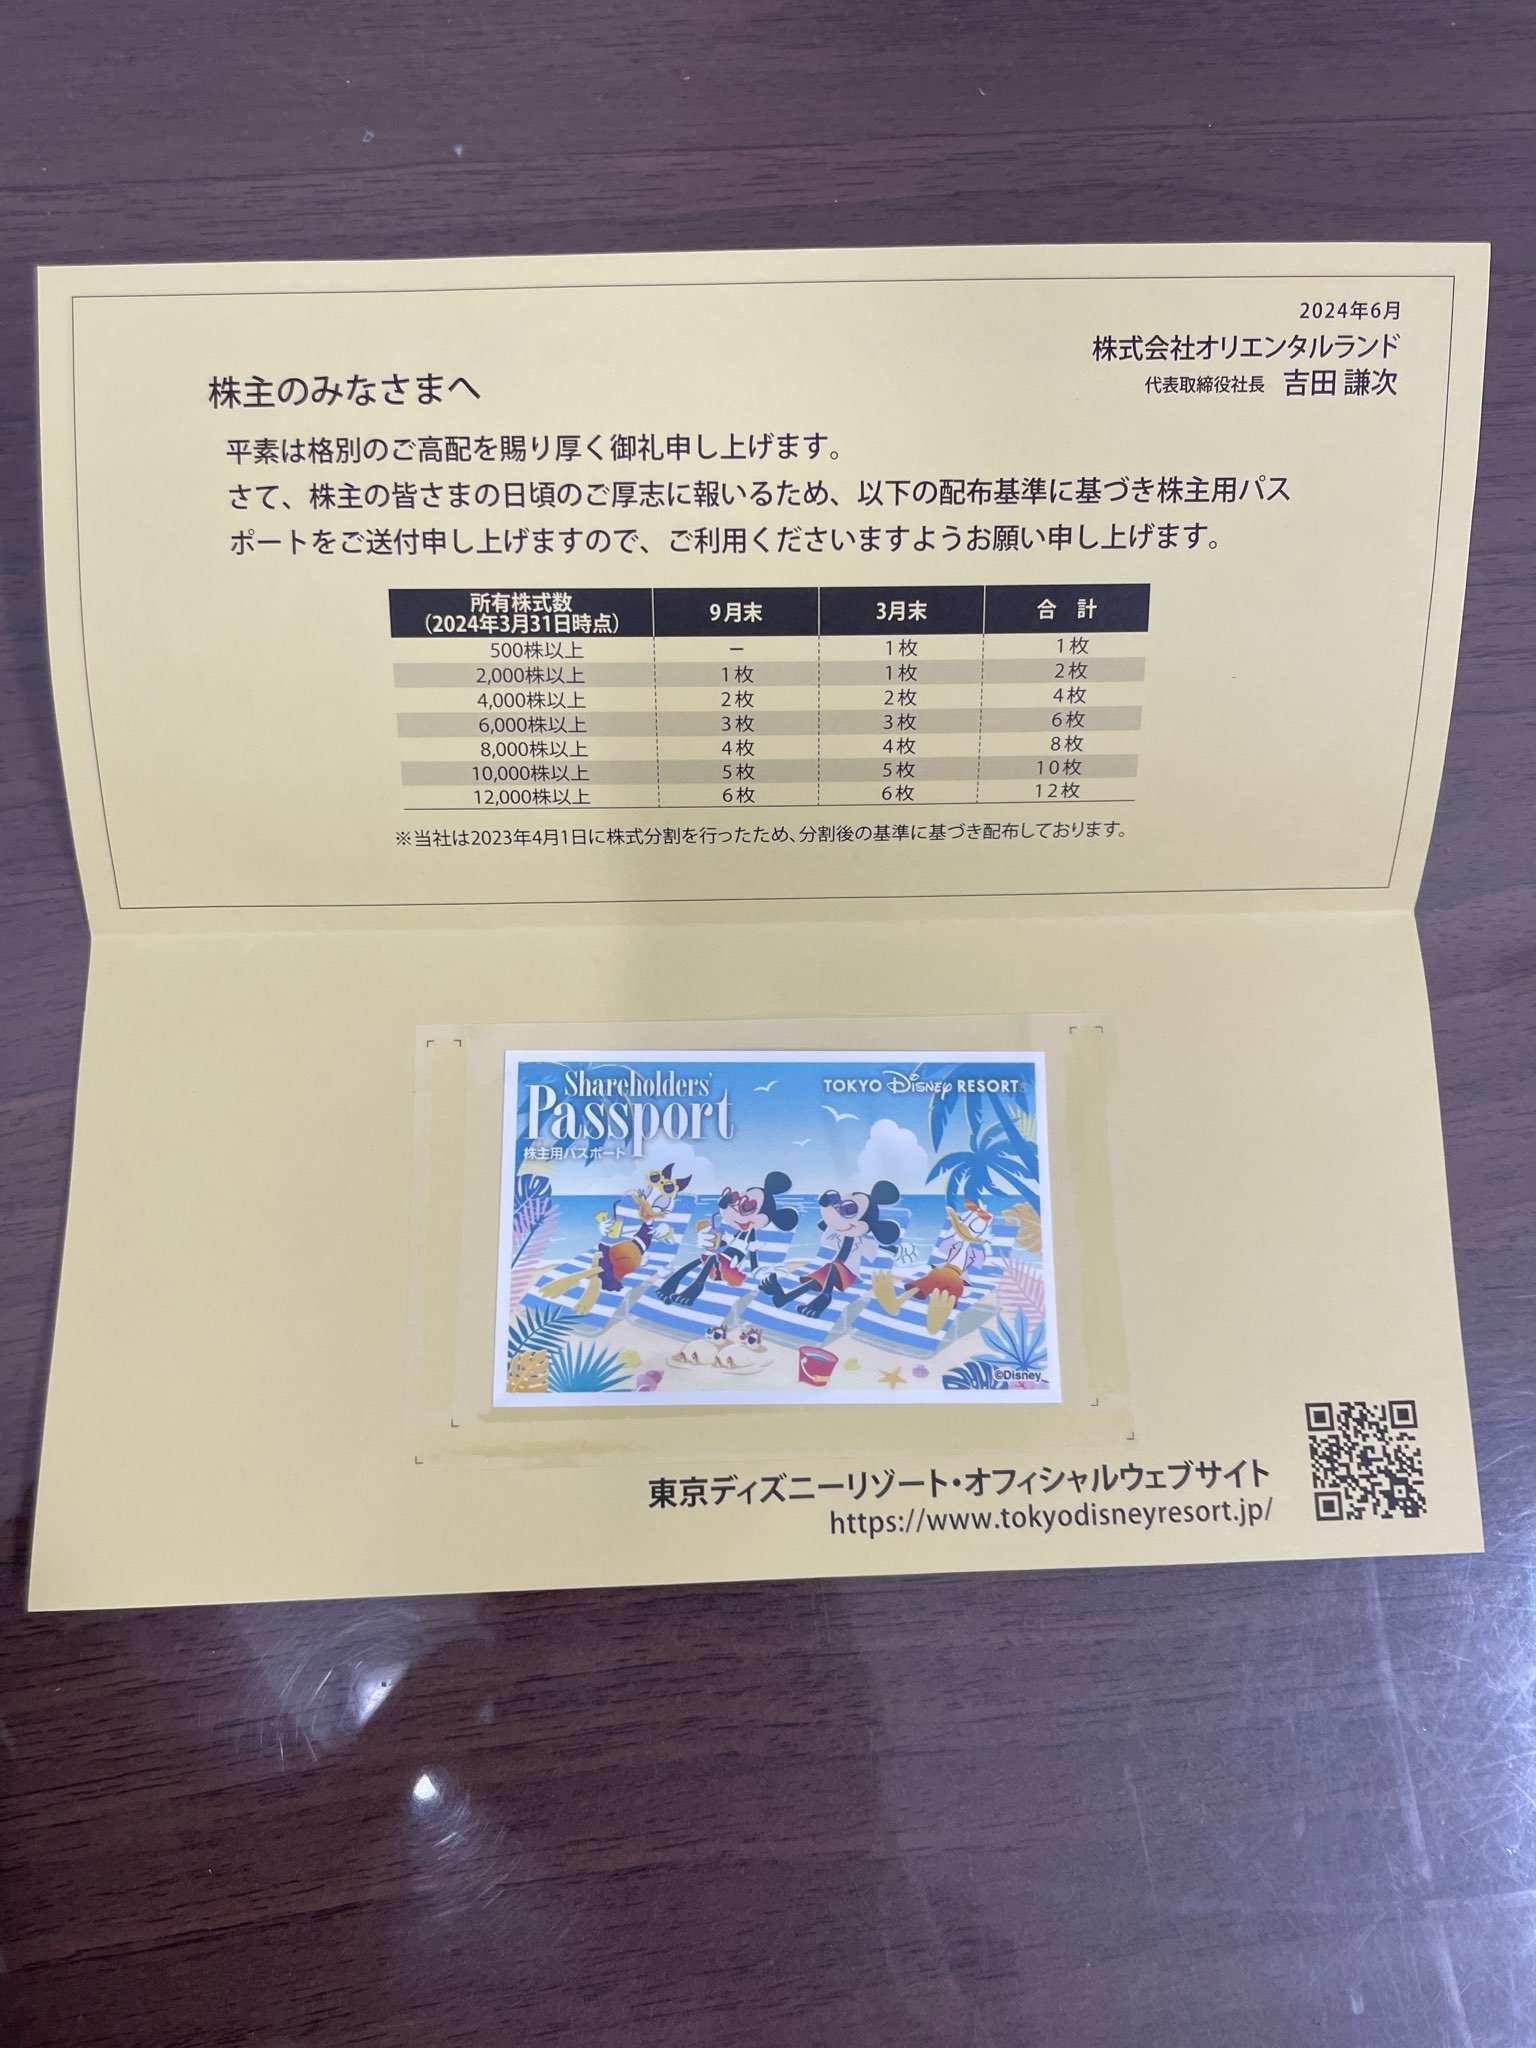 2024年6月
株式会社オリエンタルランド
代表取締役社長 吉田 謙次
株主のみなさまへ
平素は格別のご高配を賜り厚く御礼申し上げます。
さて、株主の皆さまの日頃のご厚志に報いるため、以下の配布基準に基づき株主用パス
ポートをご送付申し上げますので、ご利用くださいますようお願い申し上げます。
所有株式数 (2024年3月31日時点) 9月末 3月末 合 計
500株以上 － 1枚 1枚
2,000株以上 1枚 1枚 2枚
4,000株以上 2枚 2枚 4枚
6,000株以上 3枚 3枚 6枚
8,000株以上 4枚 4枚 8枚
10,000株以上 5枚 5枚 10枚
12,000株以上 6枚 6枚 12枚
※当社は2023年4月1日に株式分割を行ったため、分割後の基準に基づき配布しております。
Shareholders'
Passport
株主用パスポート
TOKYO Disney RESORT®
©Disney
東京ディズニーリゾート・オフィシャルウェブサイト
https://www.tokyodisneyresort.jp/